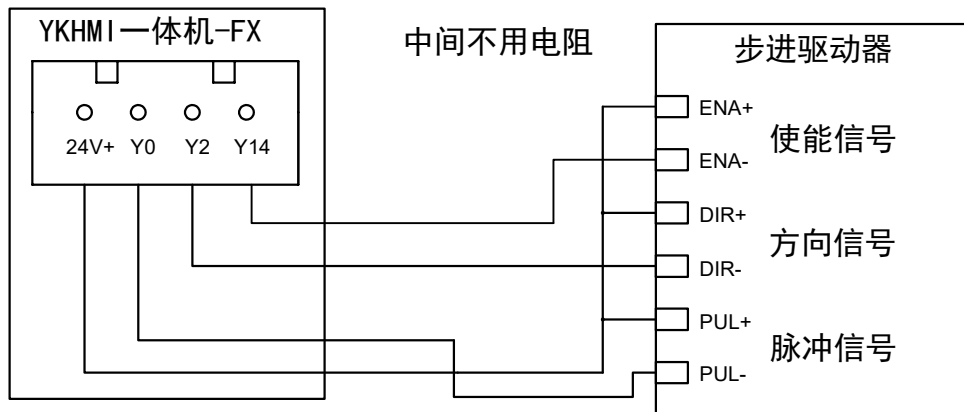 YKHMI一体机-FX
中间不用电阻
步进驱动器
24V+ Y0 Y2 Y14
ENA+
使能信号
ENA-
DIR+
方向信号
DIR-
PUL+
脉冲信号
PUL-